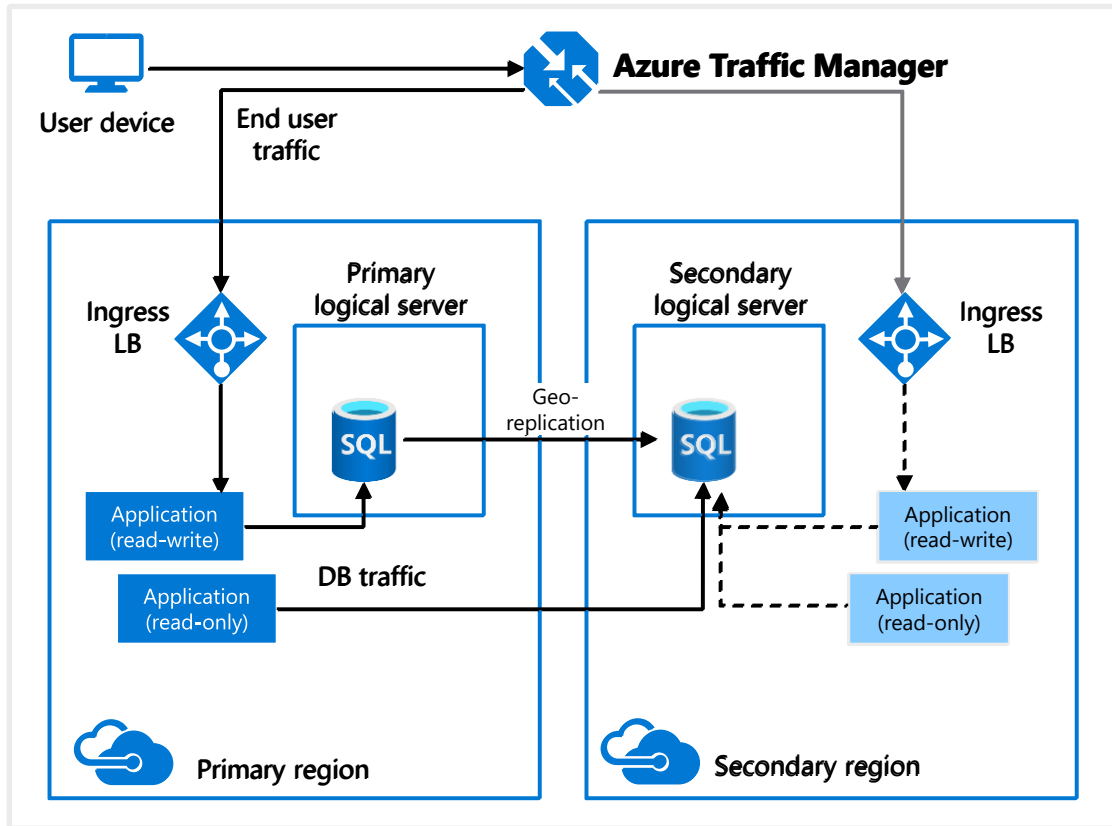 Azure Traffic Manager
User device
End user
traffic
Primary
logical server
Secondary
logical server
Ingress
LB
Ingress
LB
Geo-
replication
SQL
SQL
Application
(read-write)
Application
(read-write)
DB traffic
Application
(read-only)
Application
(read-only)
Primary region
Secondary region